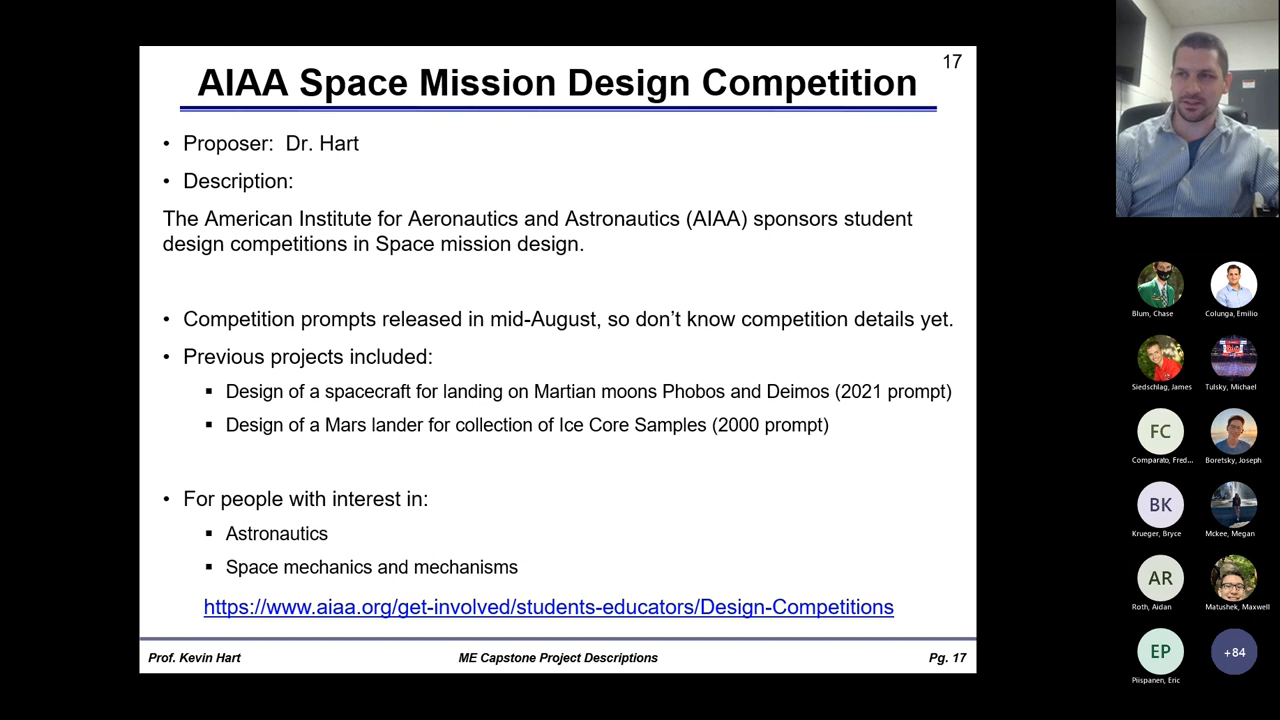 17
AIAA Space Mission Design Competition
• Proposer: Dr. Hart
• Description:
The American Institute for Aeronautics and Astronautics (AIAA) sponsors student
design competitions in Space mission design.
• Competition prompts released in mid-August, so don’t know competition details yet.
• Previous projects included:
▪ Design of a spacecraft for landing on Martian moons Phobos and Deimos (2021 prompt)
▪ Design of a Mars lander for collection of Ice Core Samples (2000 prompt)
• For people with interest in:
▪ Astronautics
▪ Space mechanics and mechanisms
https://www.aiaa.org/get-involved/students-educators/Design-Competitions
Prof. Kevin Hart
ME Capstone Project Descriptions
Pg. 17
Blum, Chase
Colunga, Emilio
Siedschlag, James
Tulsky, Michael
FC
Comparato, Fred...
Boretsky, Joseph
BK
Krueger, Bryce
Mckee, Megan
AR
Roth, Aidan
Matushek, Maxwell
EP
Piispanen, Eric
+84